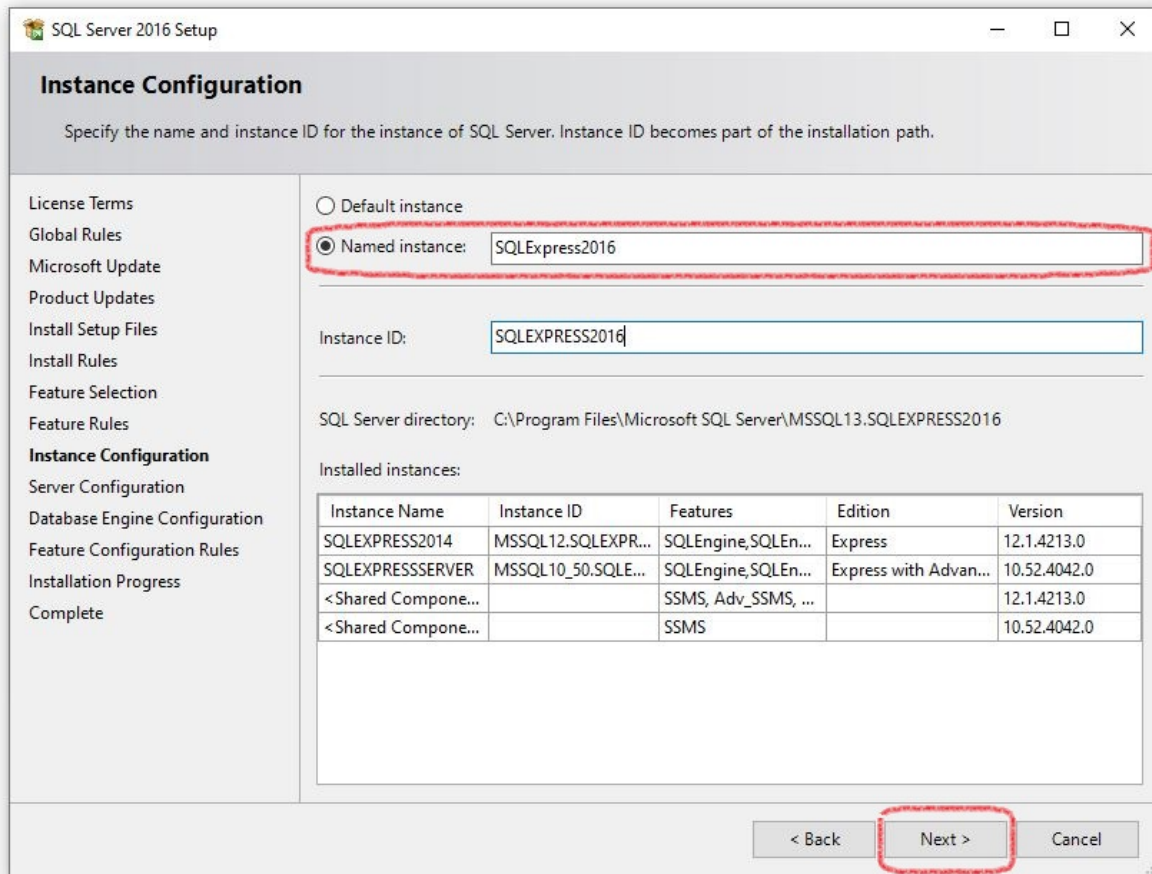 SQL Server 2016 Setup
Instance Configuration
Specify the name and instance ID for the instance of SQL Server. Instance ID becomes part of the installation path.
License Terms
Global Rules
Microsoft Update
Product Updates
Install Setup Files
Install Rules
Feature Selection
Feature Rules
Instance Configuration
Server Configuration
Database Engine Configuration
Feature Configuration Rules
Installation Progress
Complete
Default instance
Named instance: SQLExpress2016
Instance ID: SQLEXPRESS2016
SQL Server directory: C:\Program Files\Microsoft SQL Server\MSSQL13.SQLEXPRESS2016
Installed instances:
Instance Name Instance ID Features Edition Version
SQLEXPRESS2014 MSSQL12.SQLEXPR... SQLEngine,SQLEn... Express 12.1.4213.0
SQLEXPRESSSERVER MSSQL10_50.SQLE... SQLEngine,SQLEn... Express with Advan... 10.52.4042.0
<Shared Compone... SSMS, Adv_SSMS, ... 12.1.4213.0
<Shared Compone... SSMS 10.52.4042.0
< Back Next > Cancel